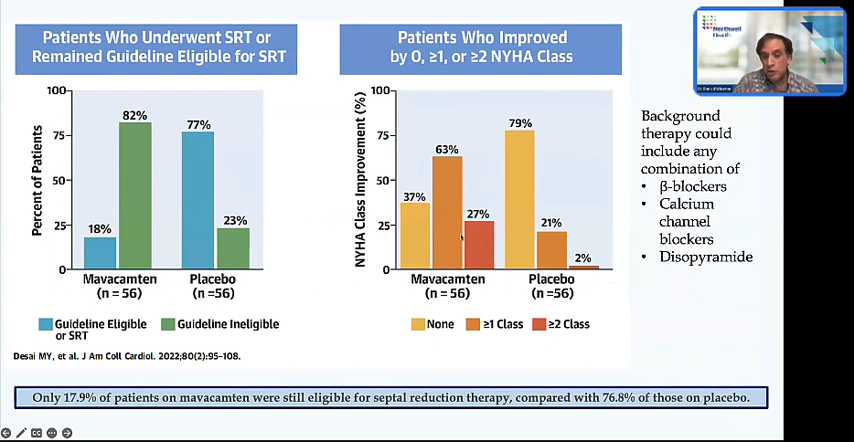 Patients Who Underwent SRT or
Remained Guideline Eligible for SRT
Percent of Patients
100
75
50
25
0
18%
82%
77%
23%
Mavacamten
(n = 56)
Placebo
(n =56)
Guideline Eligible
or SRT
Guideline Ineligible
Desai MY, et al. J Am Coll Cardiol. 2022;80(2):95–108.
Patients Who Improved
by 0, ≥1, or ≥2 NYHA Class
NYHA Class Improvement (%)
100
75
50
25
0
37%
63%
27%
79%
21%
2%
Mavacamten
(n = 56)
Placebo
(n =56)
None
≥1 Class
≥2 Class
Northwell
Health
Background
therapy could
include any
combination of
• β-blockers
• Calcium
channel
blockers
• Disopyramide
Only 17.9% of patients on mavacamten were still eligible for septal reduction therapy, compared with 76.8% of those on placebo.